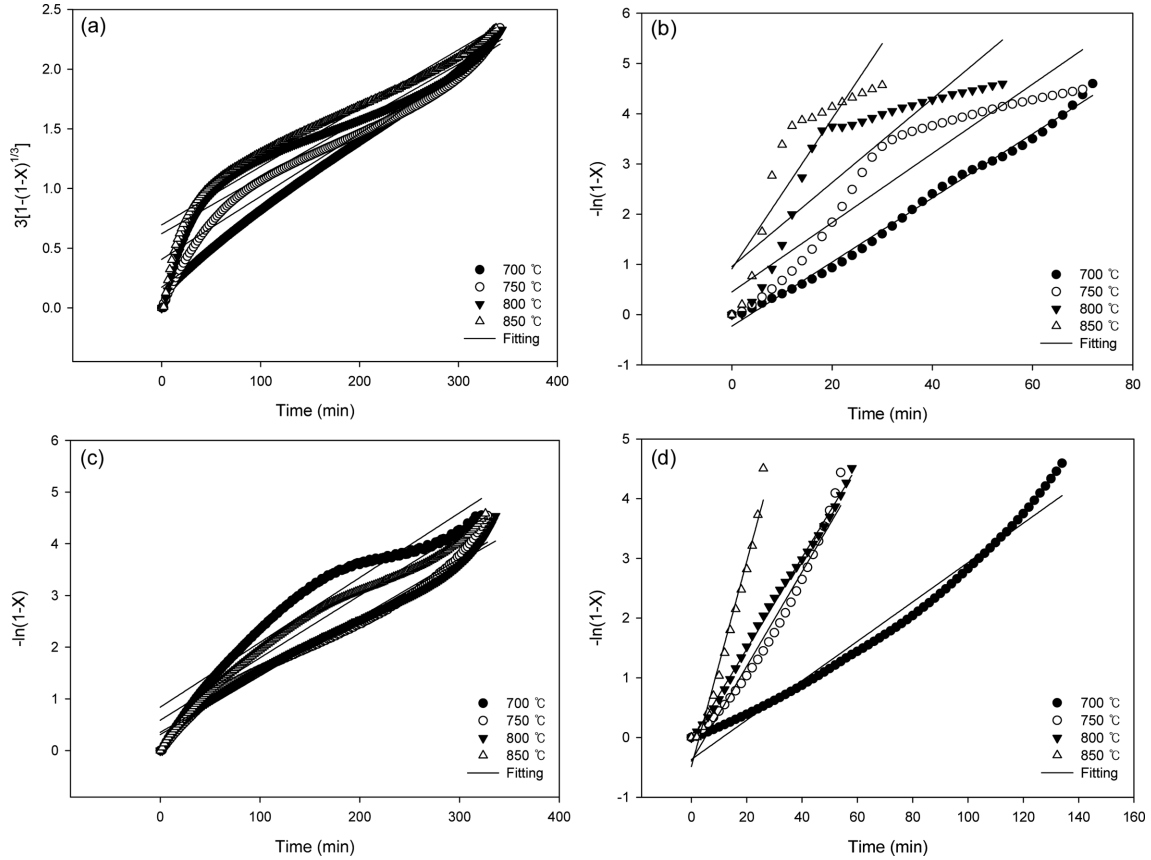 (a)
3[1-(1-X)1/3]
2.5
2.0
1.5
1.0
0.5
0.0
700 ℃
750 ℃
800 ℃
850 ℃
Fitting
0 100 200 300 400
Time (min)
(b)
-ln(1-X)
6
5
4
3
2
1
0
-1
700 ℃
750 ℃
800 ℃
850 ℃
Fitting
0 20 40 60 80
Time (min)
(c)
-ln(1-X)
6
5
4
3
2
1
0
700 ℃
750 ℃
800 ℃
850 ℃
Fitting
0 100 200 300 400
Time (min)
(d)
-ln(1-X)
5
4
3
2
1
0
-1
700 ℃
750 ℃
800 ℃
850 ℃
Fitting
0 20 40 60 80 100 120 140 160
Time (min)